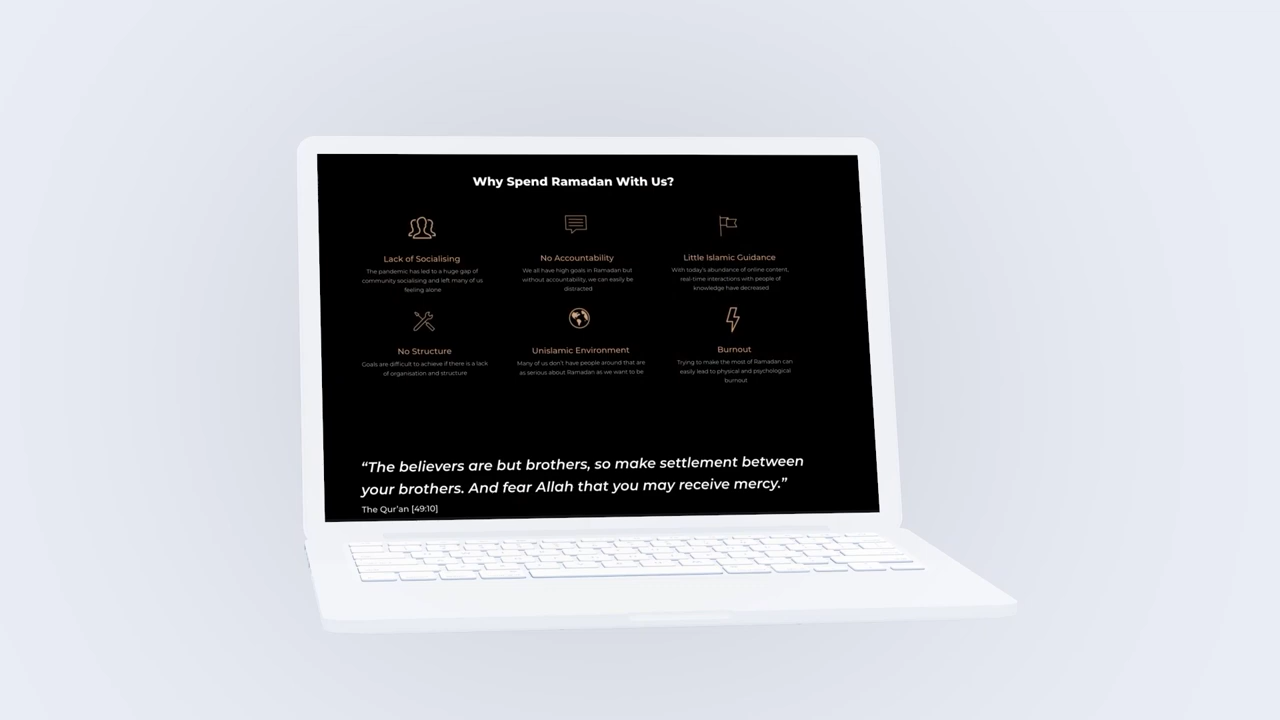 Why Spend Ramadan With Us?
Lack of Socialising
The pandemic has led to a huge gap of
community socialising and left many of us
feeling alone
No Accountability
We all have high goals in Ramadan but
without accountability, we can easily be
distracted
Little Islamic Guidance
With today's abundance of online content,
real-time interactions with people of
knowledge have decreased
No Structure
Goals are difficult to achieve if there is a lack
of organisation and structure
Unislamic Environment
Many of us don't have people around that are
as serious about Ramadan as we want to be
Burnout
Trying to make the most of Ramadan can
easily lead to physical and psychological
burnout
“The believers are but brothers, so make settlement between
your brothers. And fear Allah that you may receive mercy.”
The Qur'an [49:10]